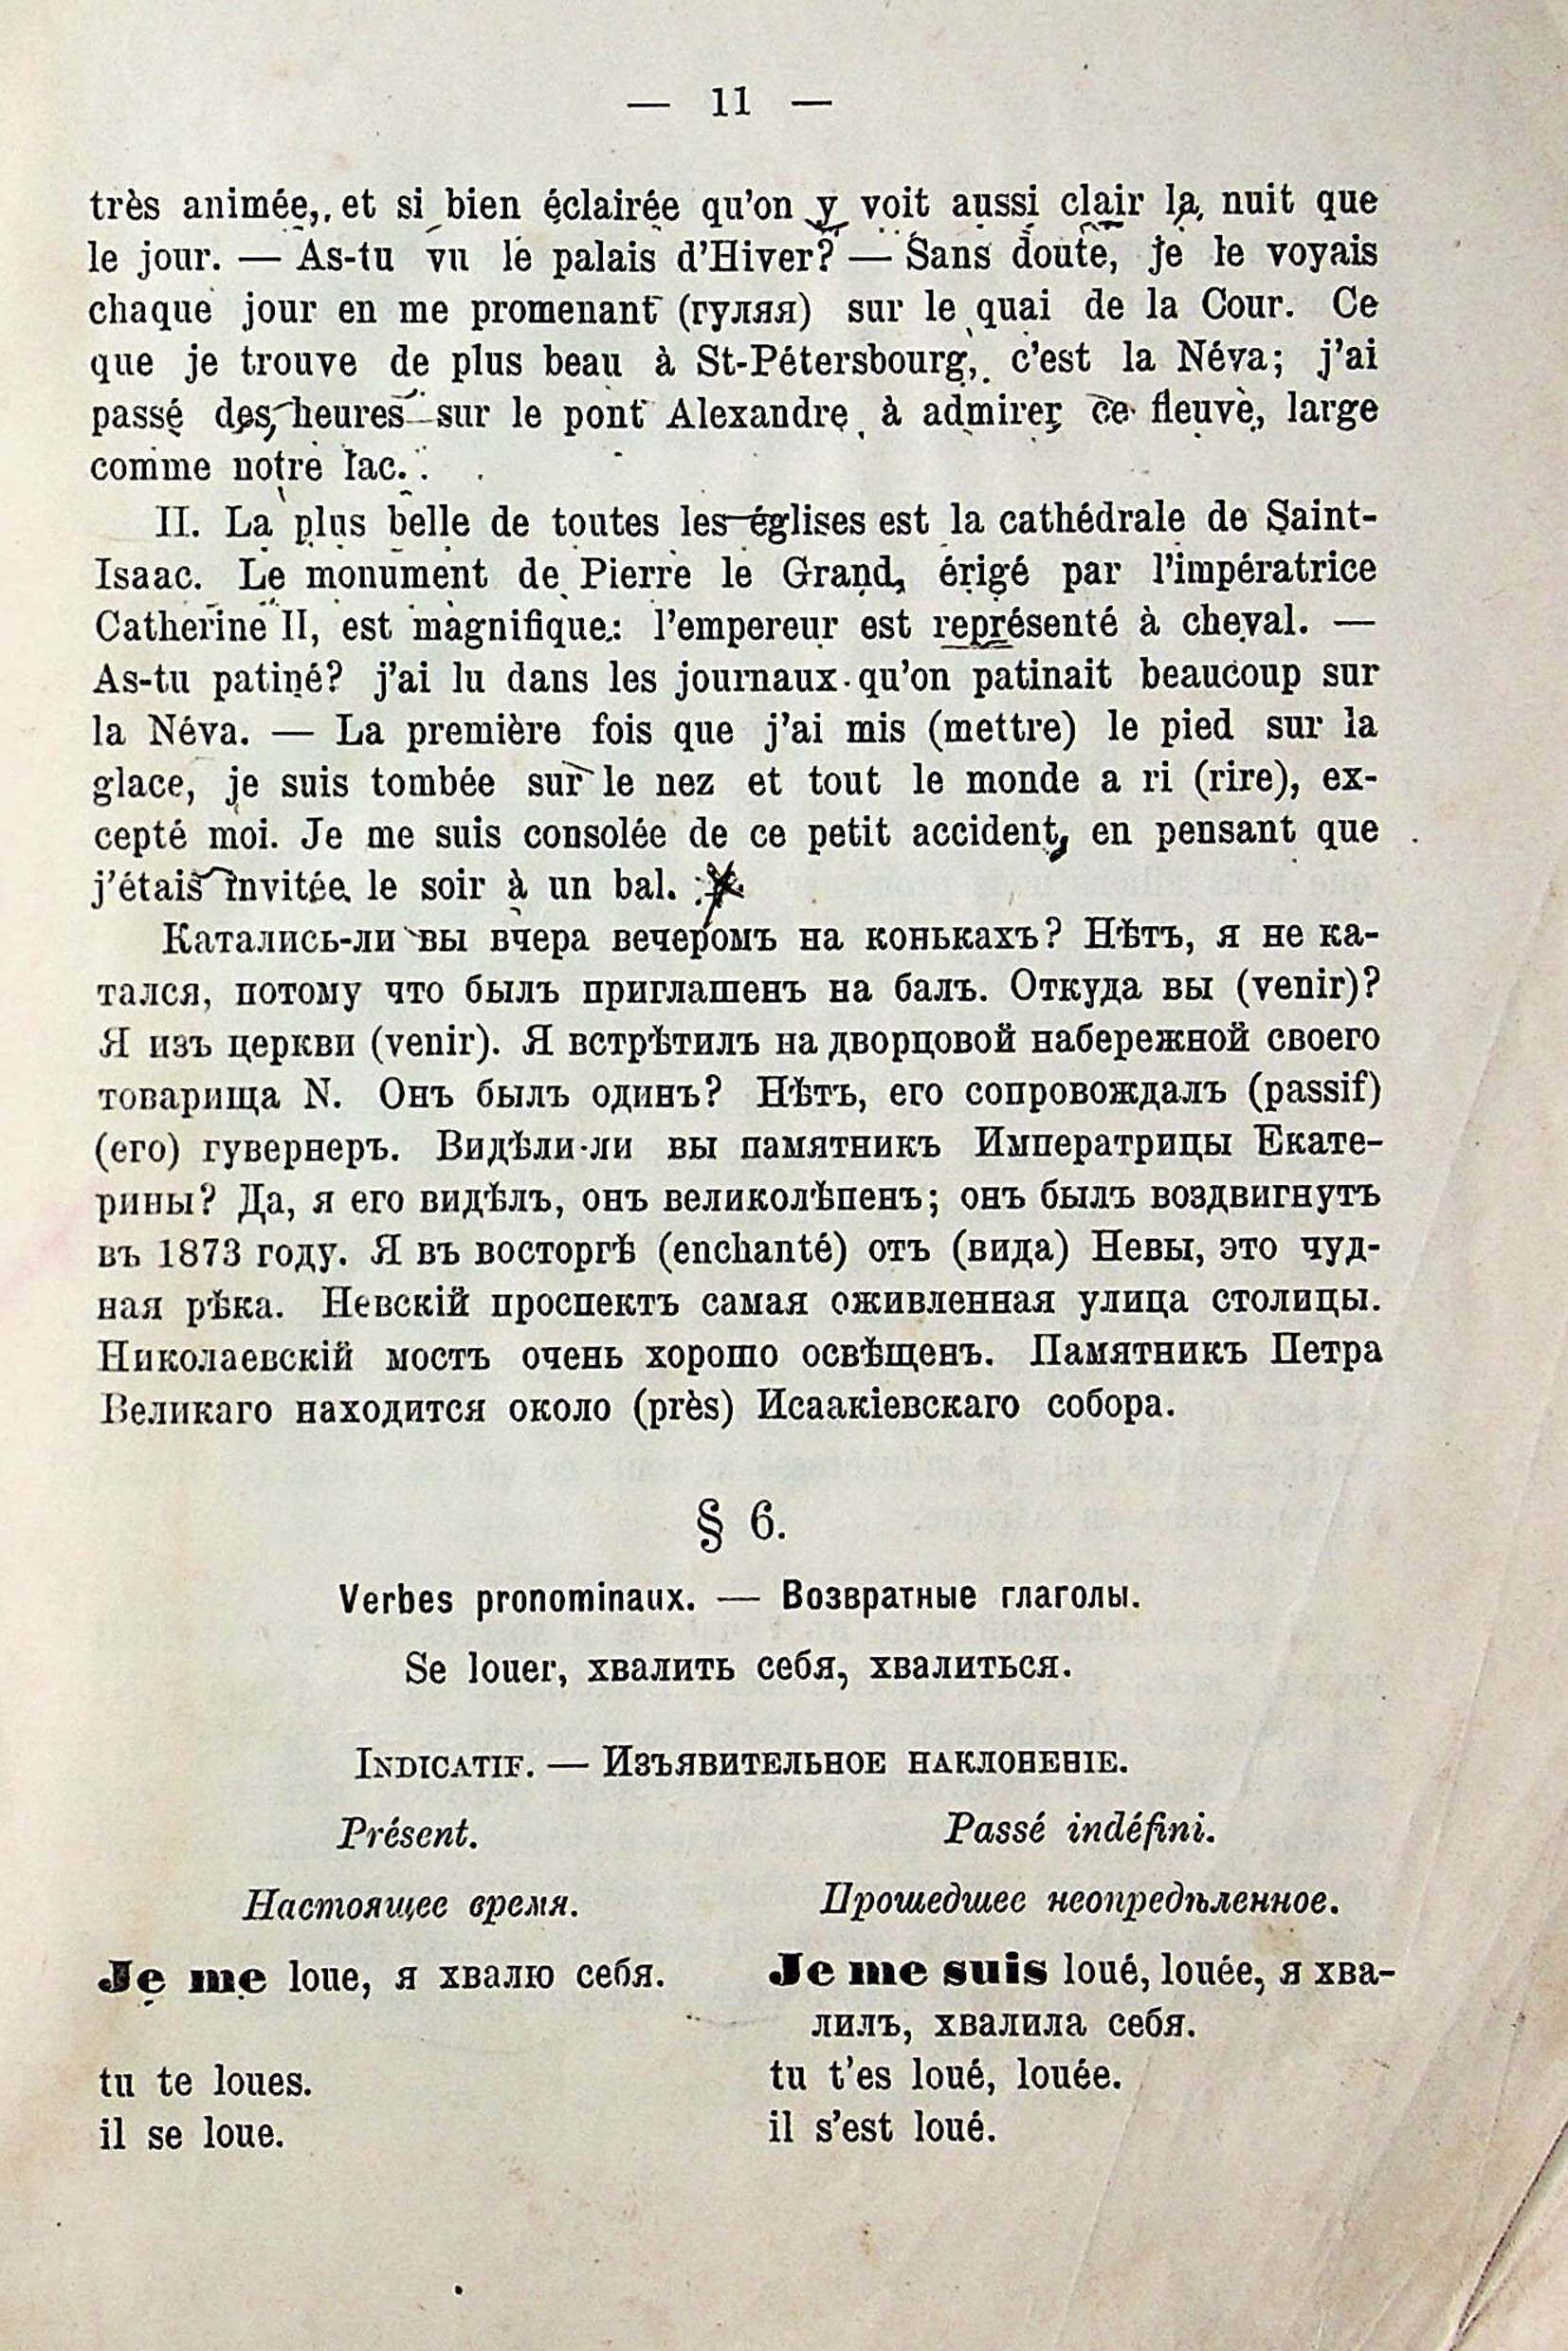 — 11 —
très animée, et si bien éclairée qu'on y voit aussi clair la nuit que
le jour. — As-tu vu le palais d'Hiver? — Sans doute, je le voyais
chaque jour en me promenant (гуляя) sur le quai de la Cour. Ce
que je trouve de plus beau à St-Pétersbourg, c'est la Néva; j'ai
passé des heures sur le pont Alexandre à admirer ce fleuve, large
comme notre lac.
II. La plus belle de toutes les églises est la cathédrale de Saint-
Isaac. Le monument de Pierre le Grand, érigé par l'impératrice
Catherine II, est magnifique: l'empereur est représenté à cheval. —
As-tu patiné? j'ai lu dans les journaux qu'on patinait beaucoup sur
la Néva. — La première fois que j'ai mis (mettre) le pied sur la
glace, je suis tombée sur le nez et tout le monde a ri (rire), ex-
cepté moi. Je me suis consolée de ce petit accident, en pensant que
j'étais invitée le soir à un bal.
Катались-ли вы вчера вечеромъ на конькахъ? Нѣтъ, я не ка-
тался, потому что былъ приглашенъ на балъ. Откуда вы (venir)?
Я изъ церкви (venir). Я встрѣтилъ на дворцовой набережной своего
товарища N. Онъ былъ одинъ? Нѣтъ, его сопровождалъ (passif)
(его) гувернеръ. Видѣли-ли вы памятникъ Императрицы Екате-
рины? Да, я его видѣлъ, онъ великолѣпенъ; онъ былъ воздвигнутъ
въ 1873 году. Я въ восторгѣ (enchanté) отъ (вида) Невы, это чуд-
ная рѣка. Невскій проспектъ самая оживленная улица столицы.
Николаевскій мостъ очень хорошо освѣщенъ. Памятникъ Петра
Великаго находится около (près) Исаакіевскаго собора.
§ 6.
Verbes pronominaux. — Возвратные глаголы.
Se louer, хвалить себя, хвалиться.
Indicatif. — Изъявительное наклоненіе.
Présent.
Настоящее время.
Je me loue, я хвалю себя.
tu te loues.
il se loue.
Passé indéfini.
Прошедшее неопредѣленное.
Je me suis loué, louée, я хва-
лилъ, хвалила себя.
tu t'es loué, louée.
il s'est loué.